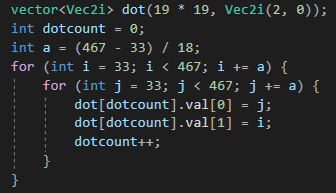 vector<Vec2i> dot(19 * 19, Vec2i(2, 0));
int dotcount = 0;
int a = (467 - 33) / 18;
for (int i = 33; i < 467; i += a) {
    for (int j = 33; j < 467; j += a) {
        dot[dotcount].val[0] = j;
        dot[dotcount].val[1] = i;
        dotcount++;
    }
}